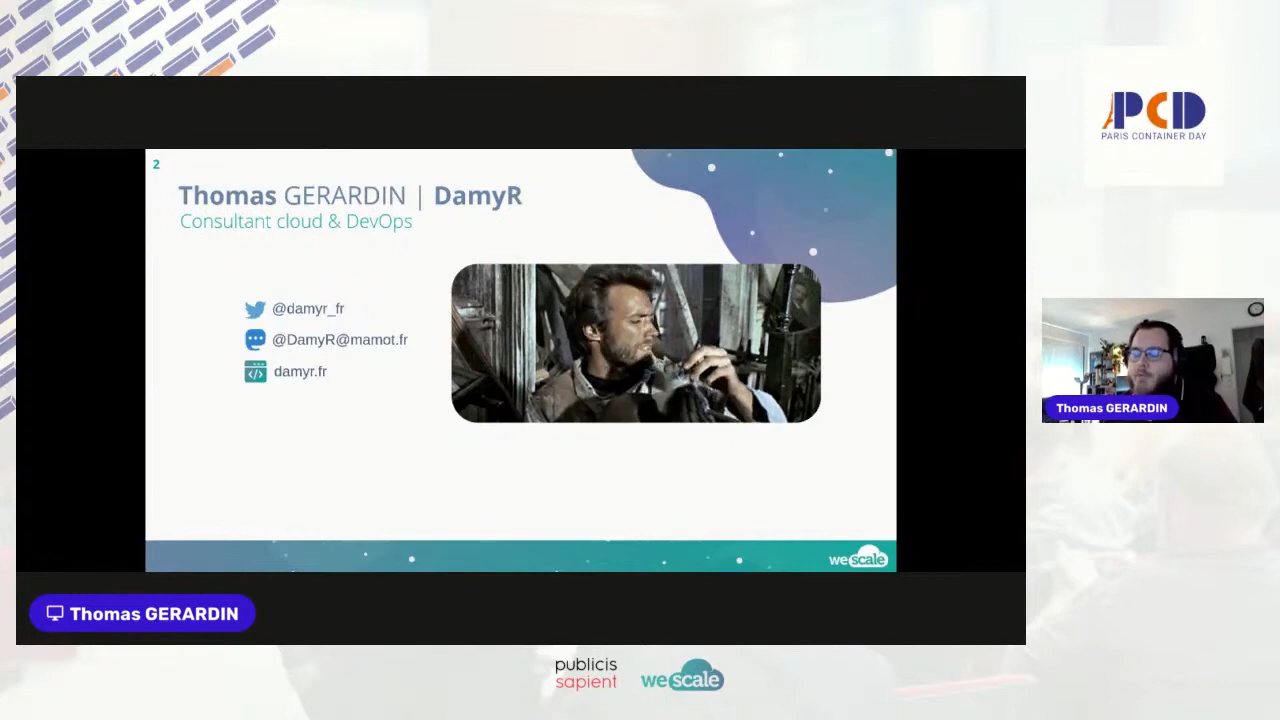 2
Thomas GERARDIN | DamyR
Consultant cloud & DevOps
@damyr_fr
@DamyR@mamot.fr
</>
damyr.fr
wescale
Thomas GERARDIN
PCD
PARIS CONTAINER DAY
Thomas GERARDIN
publicis
sapient
wescale